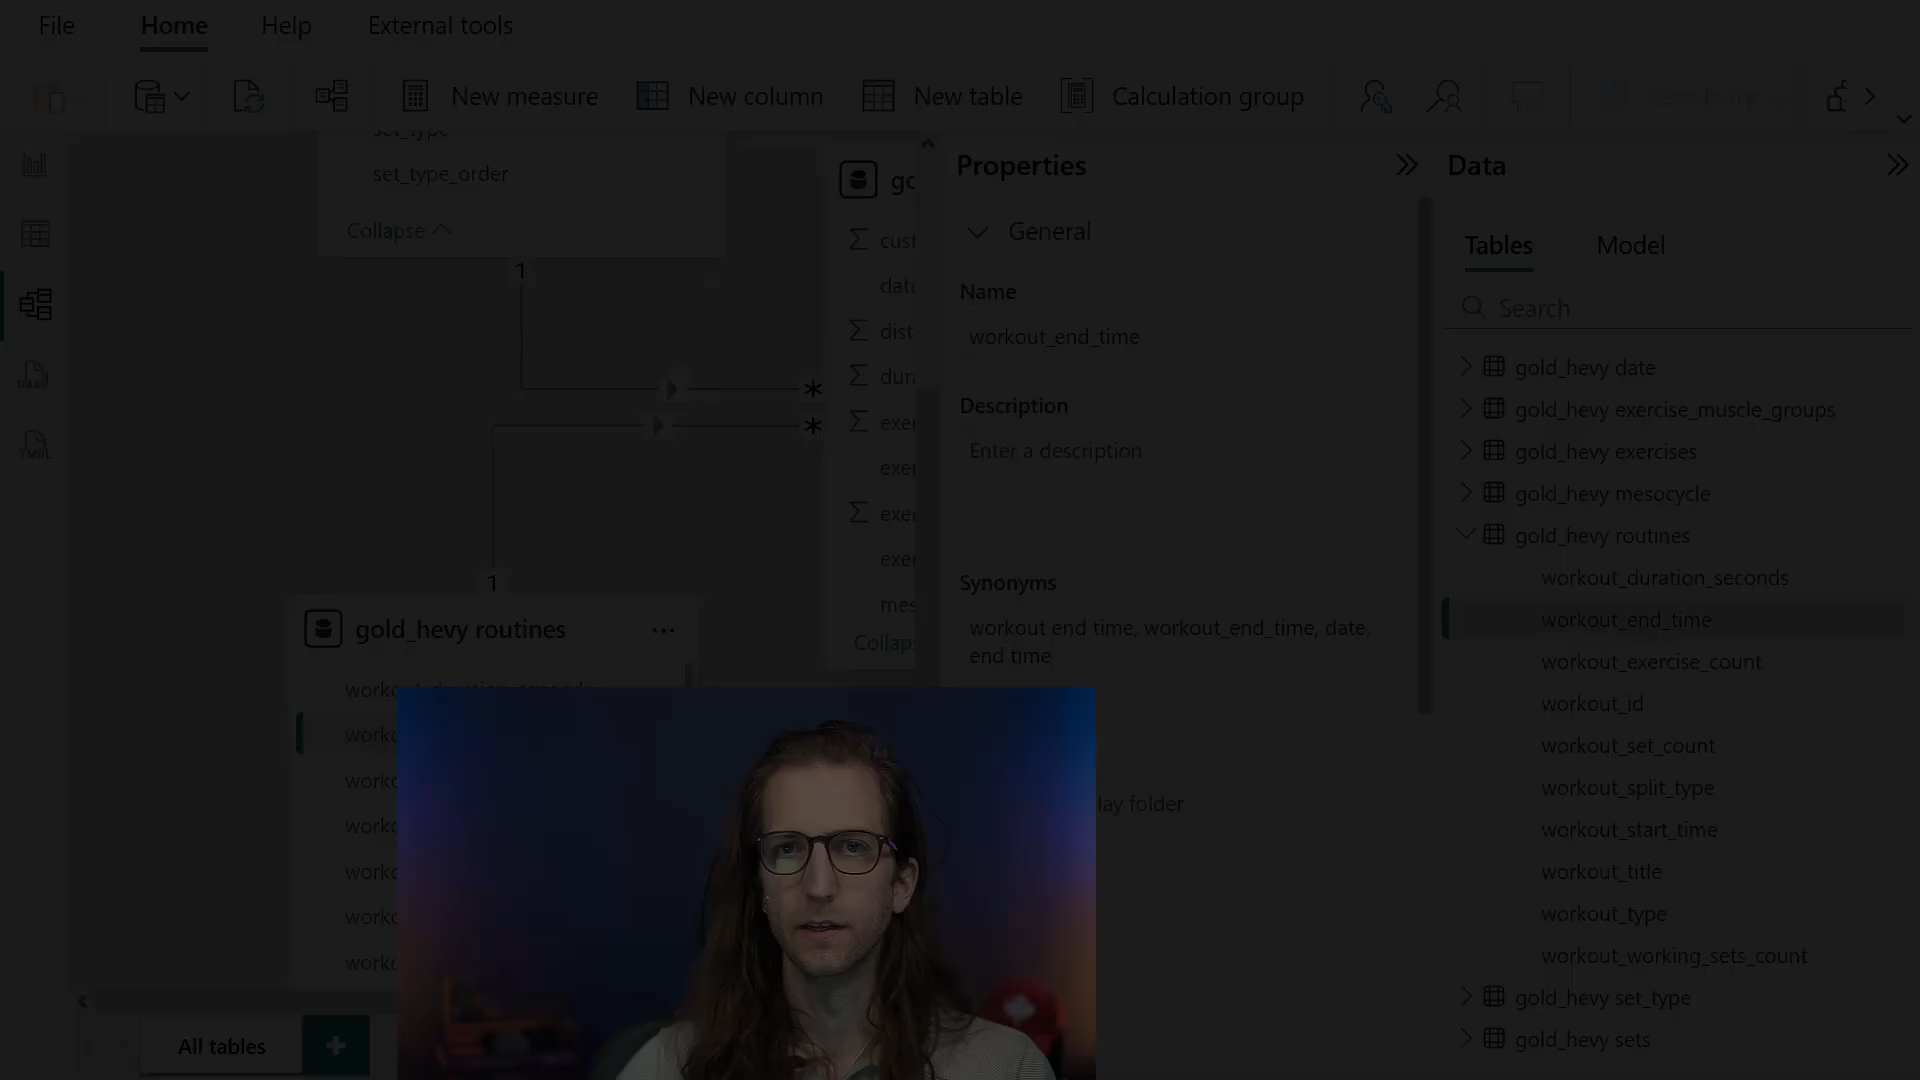 File Home Help External tools
New measure New column New table Calculation group
set_type
set_type_order
Collapse
1
1
gold_hevy routines
All tables
Properties
General
Name
workout_end_time
Description
Enter a description
Synonyms
workout end time, workout_end_time, date,
end time
Data
Tables Model
Search
gold_hevy date
gold_hevy exercise_muscle_groups
gold_hevy exercises
gold_hevy mesocycle
gold_hevy routines
workout_duration_seconds
workout_end_time
workout_exercise_count
workout_id
workout_set_count
workout_split_type
workout_start_time
workout_title
workout_type
workout_working_sets_count
gold_hevy set_type
gold_hevy sets